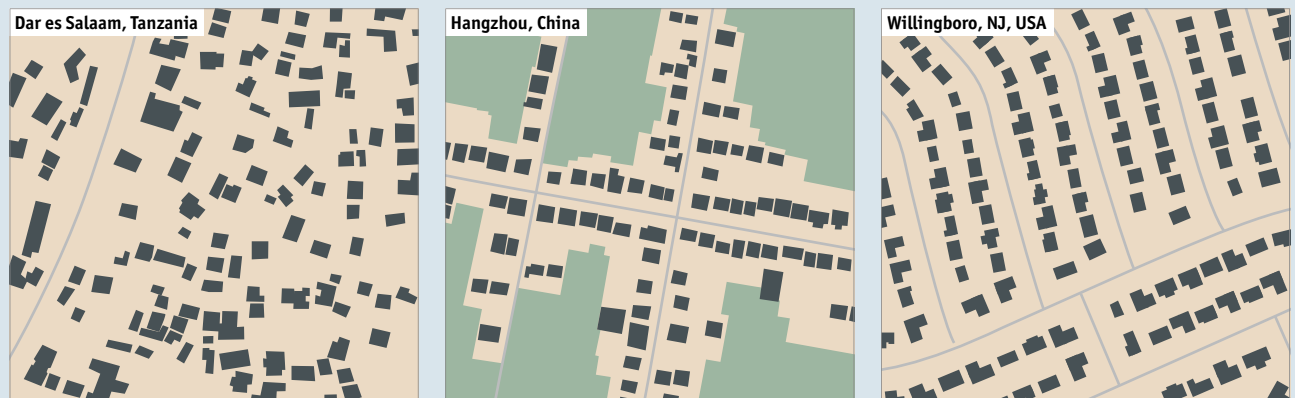 Dar es Salaam, Tanzania
Hangzhou, China
Willingboro, NJ, USA